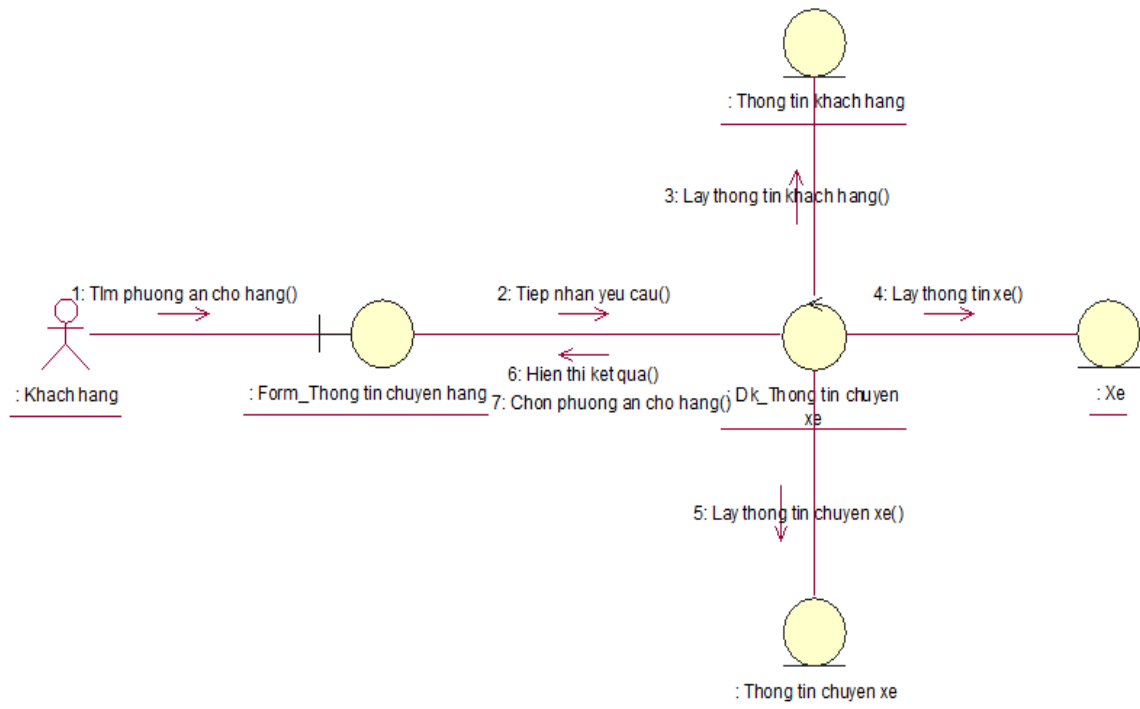 : Thong tin khach hang
3: Lay thong tin khach hang()
1: TIm phuong an cho hang()
2: Tiep nhan yeu cau()
4: Lay thong tin xe()
6: Hien thi ket qua()
7: Chon phuong an cho hang()
: Khach hang
: Form_Thong tin chuyen hang
: Dk_Thong tin chuyen
xe
: Xe
5: Lay thong tin chuyen xe()
: Thong tin chuyen xe